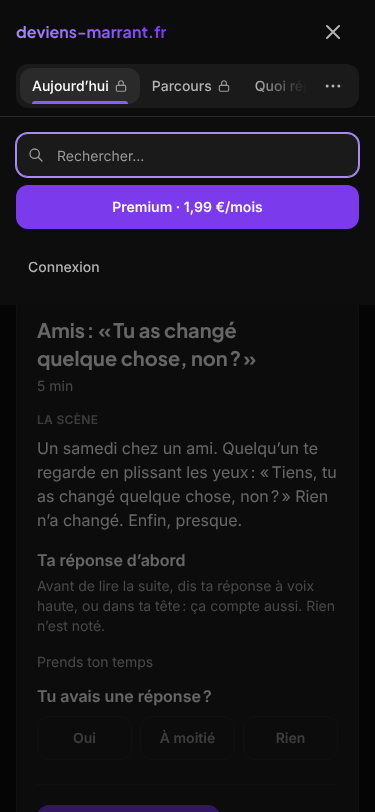 deviens-marrant.fr
Aujourd’hui
Parcours
Quoi ré
Rechercher...
Premium · 1,99 €/mois
Connexion
Amis : « Tu as changé
quelque chose, non ? »
5 min
LA SCÈNE
Un samedi chez un ami. Quelqu’un te
regarde en plissant les yeux : « Tiens, tu
as changé quelque chose, non ? » Rien
n’a changé. Enfin, presque.
Ta réponse d’abord
Avant de lire la suite, dis ta réponse à voix
haute, ou dans ta tête : ça compte aussi. Rien
n’est noté.
Prends ton temps
Tu avais une réponse ?
Oui
À moitié
Rien